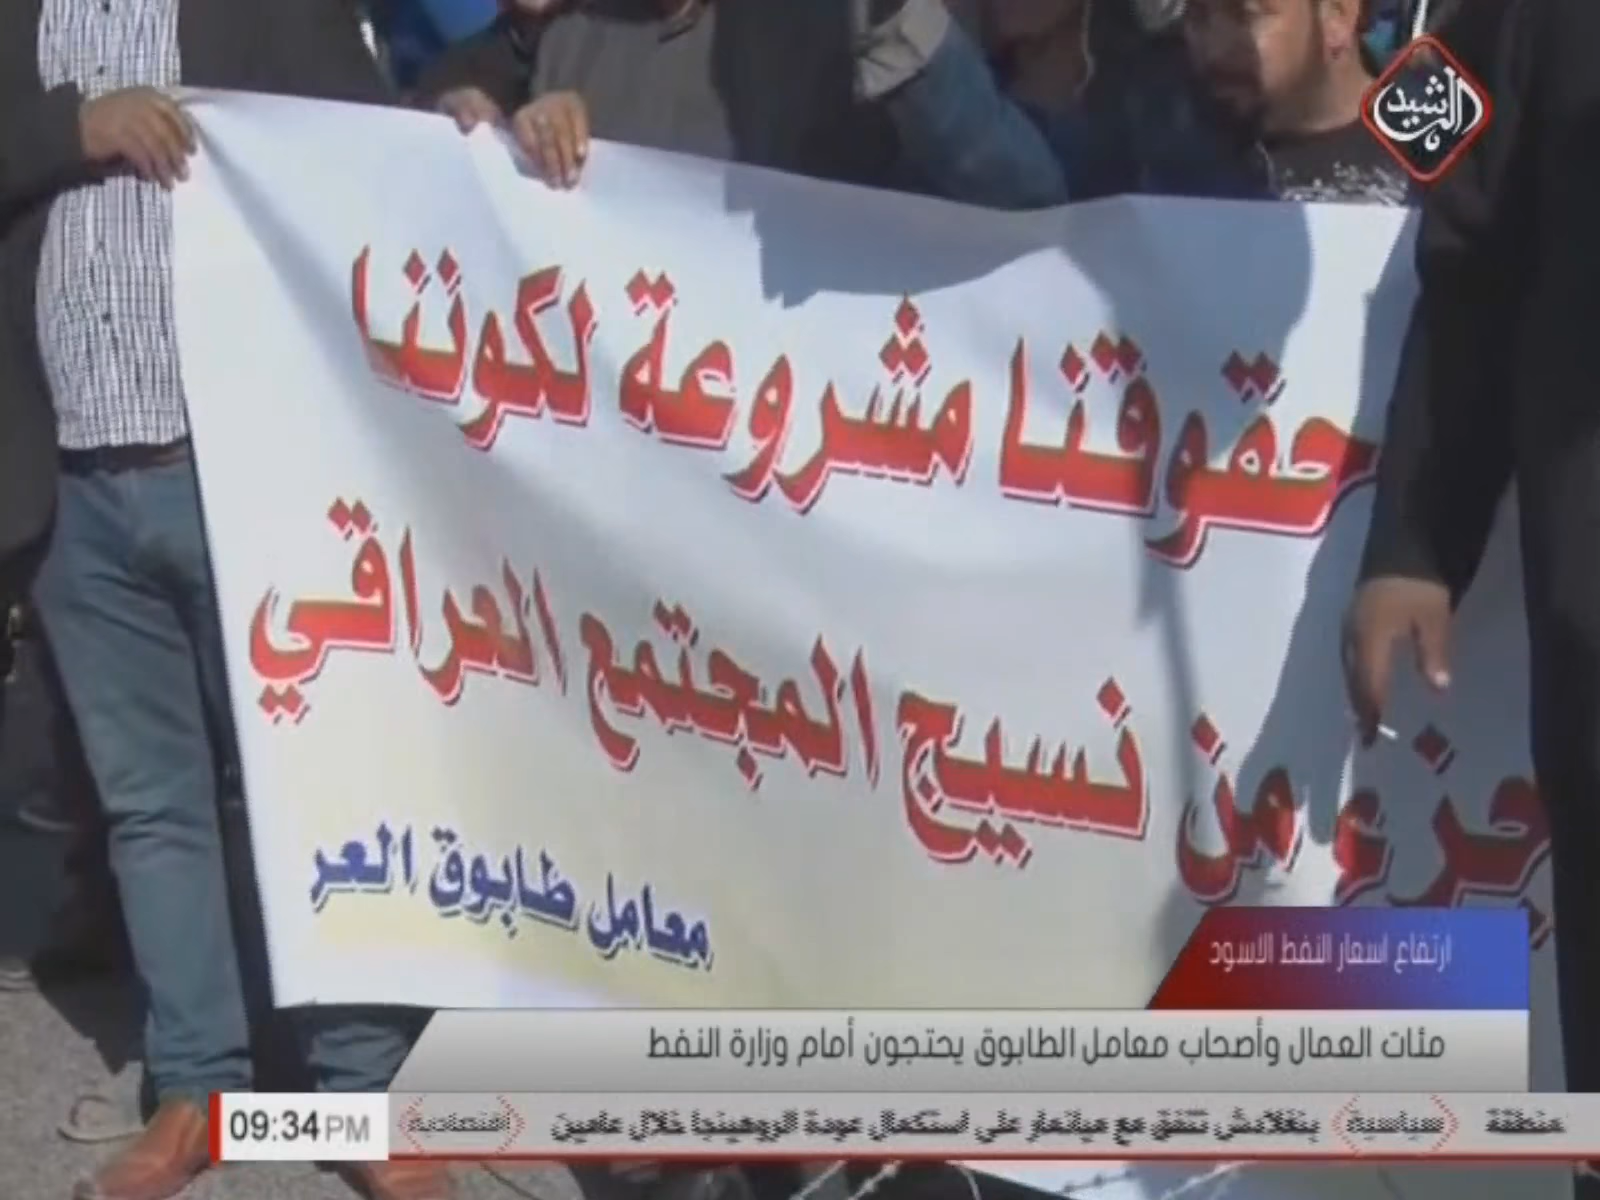 الرشيد
حقوقنا مشروعة لكوننا
جزء من نسيج المجتمع العراقي
معامل طابوق العر
ارتفاع اسعار النفط الاسود
مئات العمال وأصحاب معامل الطابوق يحتجون أمام وزارة النفط
09:34 PM
منطقة سياسية بنغلادش تتفق مع ميانمار على استكمال عودة الروهينجا خلال عامين اقتصادية